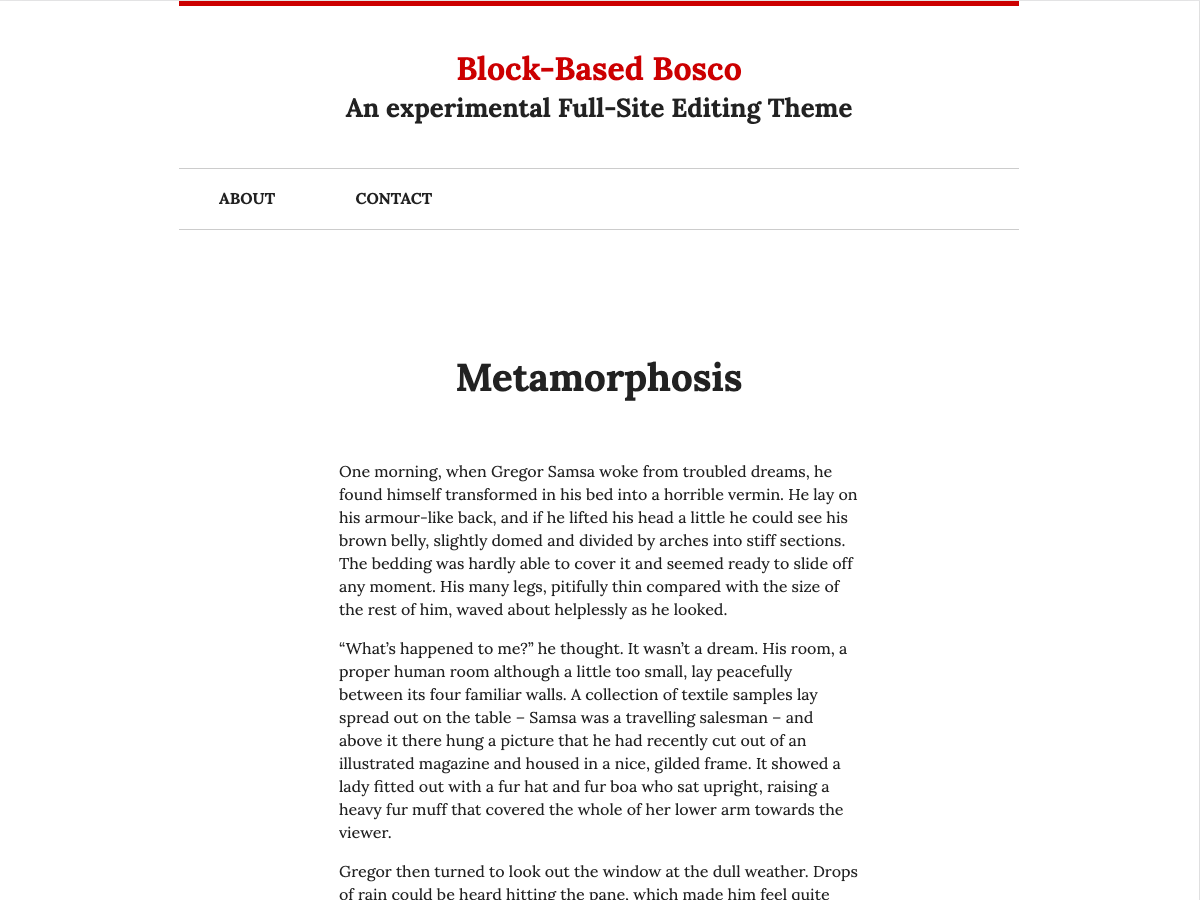 Block-Based Bosco
An experimental Full-Site Editing Theme
ABOUT CONTACT
Metamorphosis
One morning, when Gregor Samsa woke from troubled dreams, he
found himself transformed in his bed into a horrible vermin. He lay on
his armour-like back, and if he lifted his head a little he could see his
brown belly, slightly domed and divided by arches into stiff sections.
The bedding was hardly able to cover it and seemed ready to slide off
any moment. His many legs, pitifully thin compared with the size of
the rest of him, waved about helplessly as he looked.
“What’s happened to me?” he thought. It wasn’t a dream. His room, a
proper human room although a little too small, lay peacefully
between its four familiar walls. A collection of textile samples lay
spread out on the table – Samsa was a travelling salesman – and
above it there hung a picture that he had recently cut out of an
illustrated magazine and housed in a nice, gilded frame. It showed a
lady fitted out with a fur hat and fur boa who sat upright, raising a
heavy fur muff that covered the whole of her lower arm towards the
viewer.
Gregor then turned to look out the window at the dull weather. Drops
of rain could be heard hitting the pane, which made him feel quite